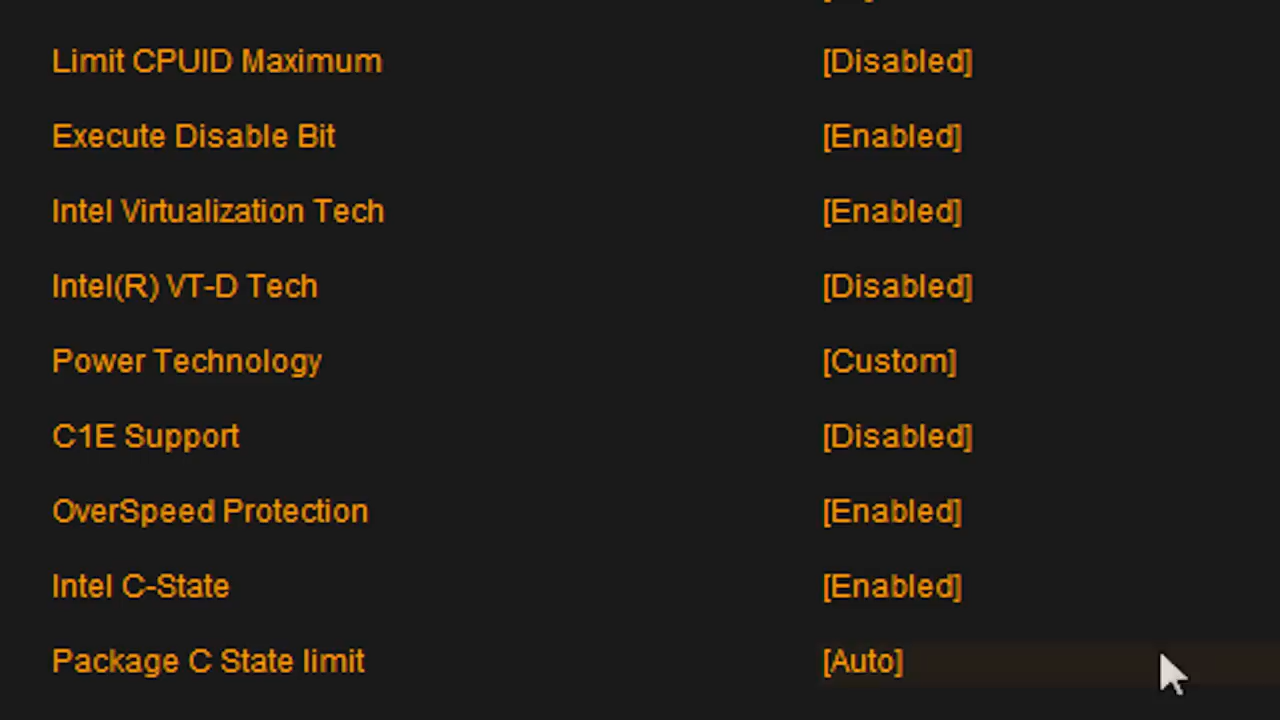 Limit CPUID Maximum [Disabled]
Execute Disable Bit [Enabled]
Intel Virtualization Tech [Enabled]
Intel(R) VT-D Tech [Disabled]
Power Technology [Custom]
C1E Support [Disabled]
OverSpeed Protection [Enabled]
Intel C-State [Enabled]
Package C State limit [Auto]